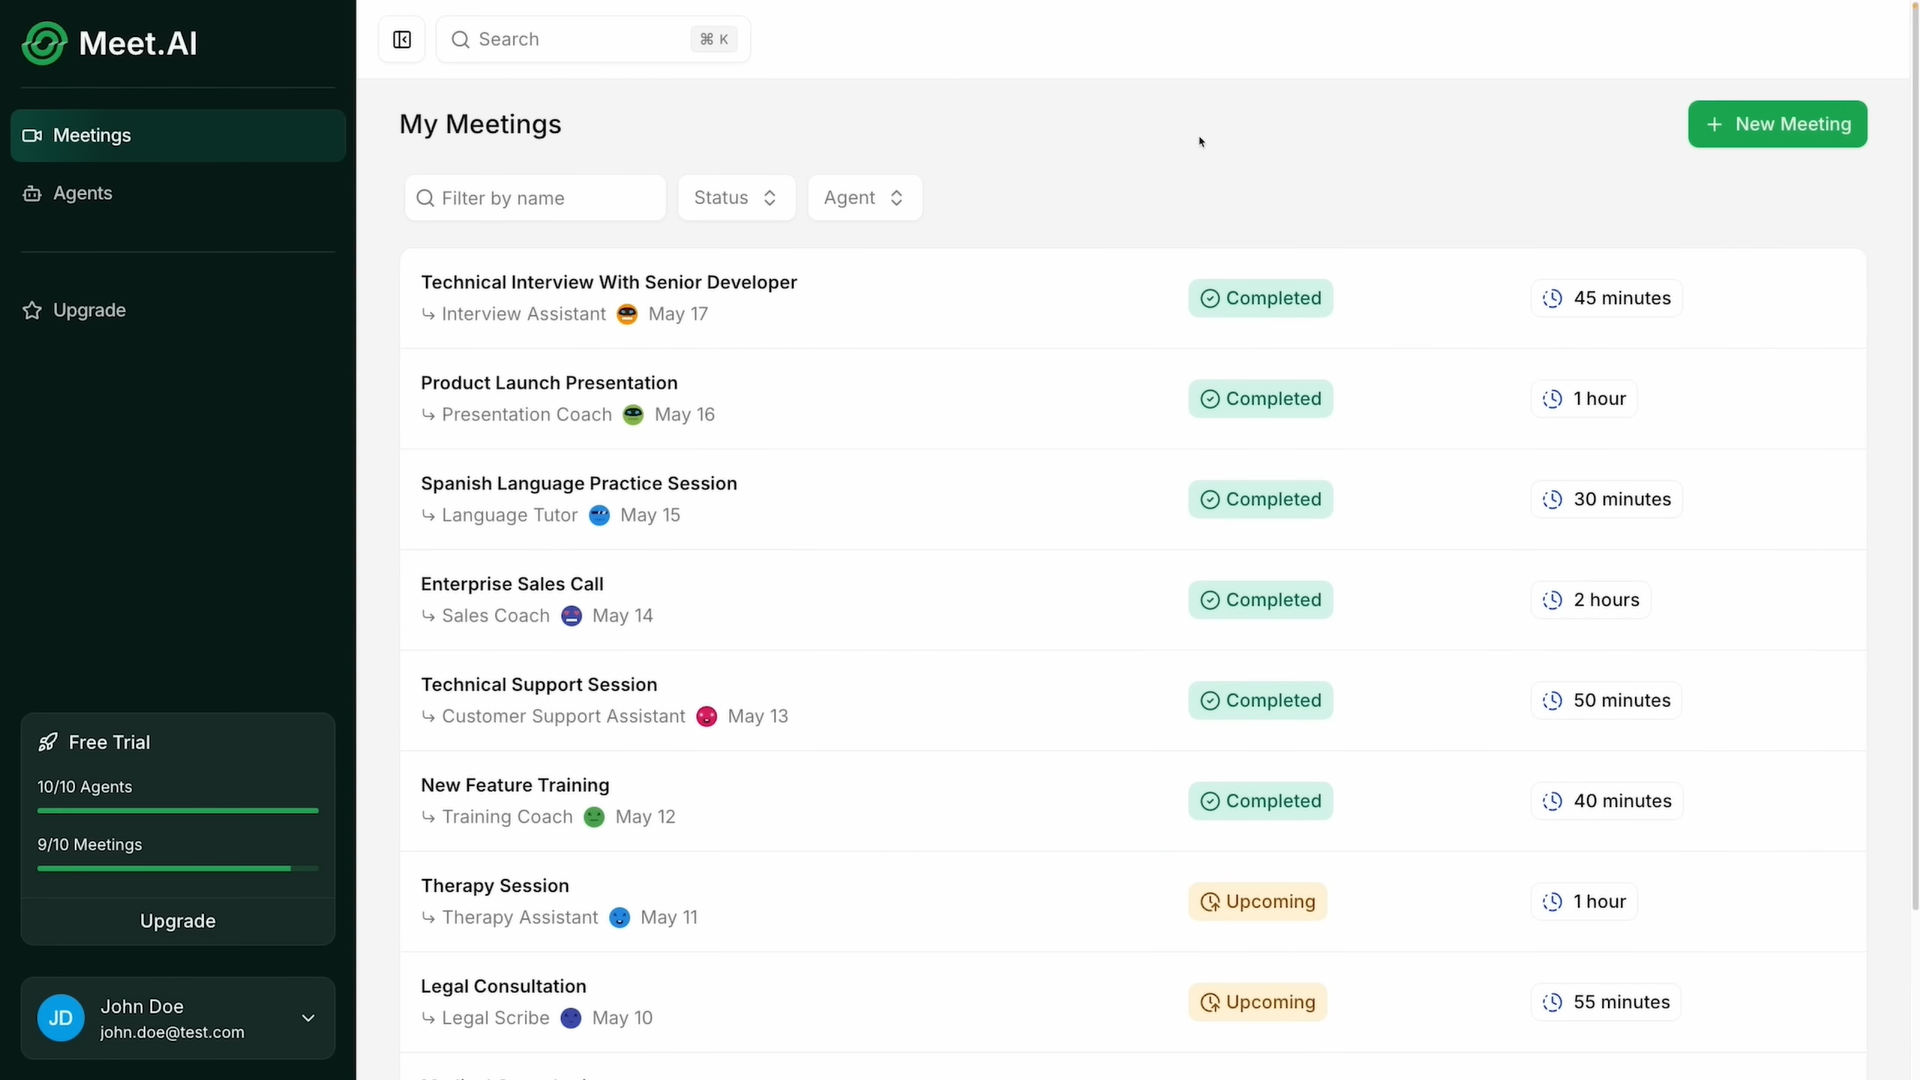 Meet.AI
Meetings
Agents
Upgrade
Free Trial
10/10 Agents
9/10 Meetings
Upgrade
JD
John Doe
john.doe@test.com
Search
⌘ K
My Meetings
New Meeting
Filter by name
Status
Agent
Technical Interview With Senior Developer
Interview Assistant May 17
Completed
45 minutes
Product Launch Presentation
Presentation Coach May 16
Completed
1 hour
Spanish Language Practice Session
Language Tutor May 15
Completed
30 minutes
Enterprise Sales Call
Sales Coach May 14
Completed
2 hours
Technical Support Session
Customer Support Assistant May 13
Completed
50 minutes
New Feature Training
Training Coach May 12
Completed
40 minutes
Therapy Session
Therapy Assistant May 11
Upcoming
1 hour
Legal Consultation
Legal Scribe May 10
Upcoming
55 minutes